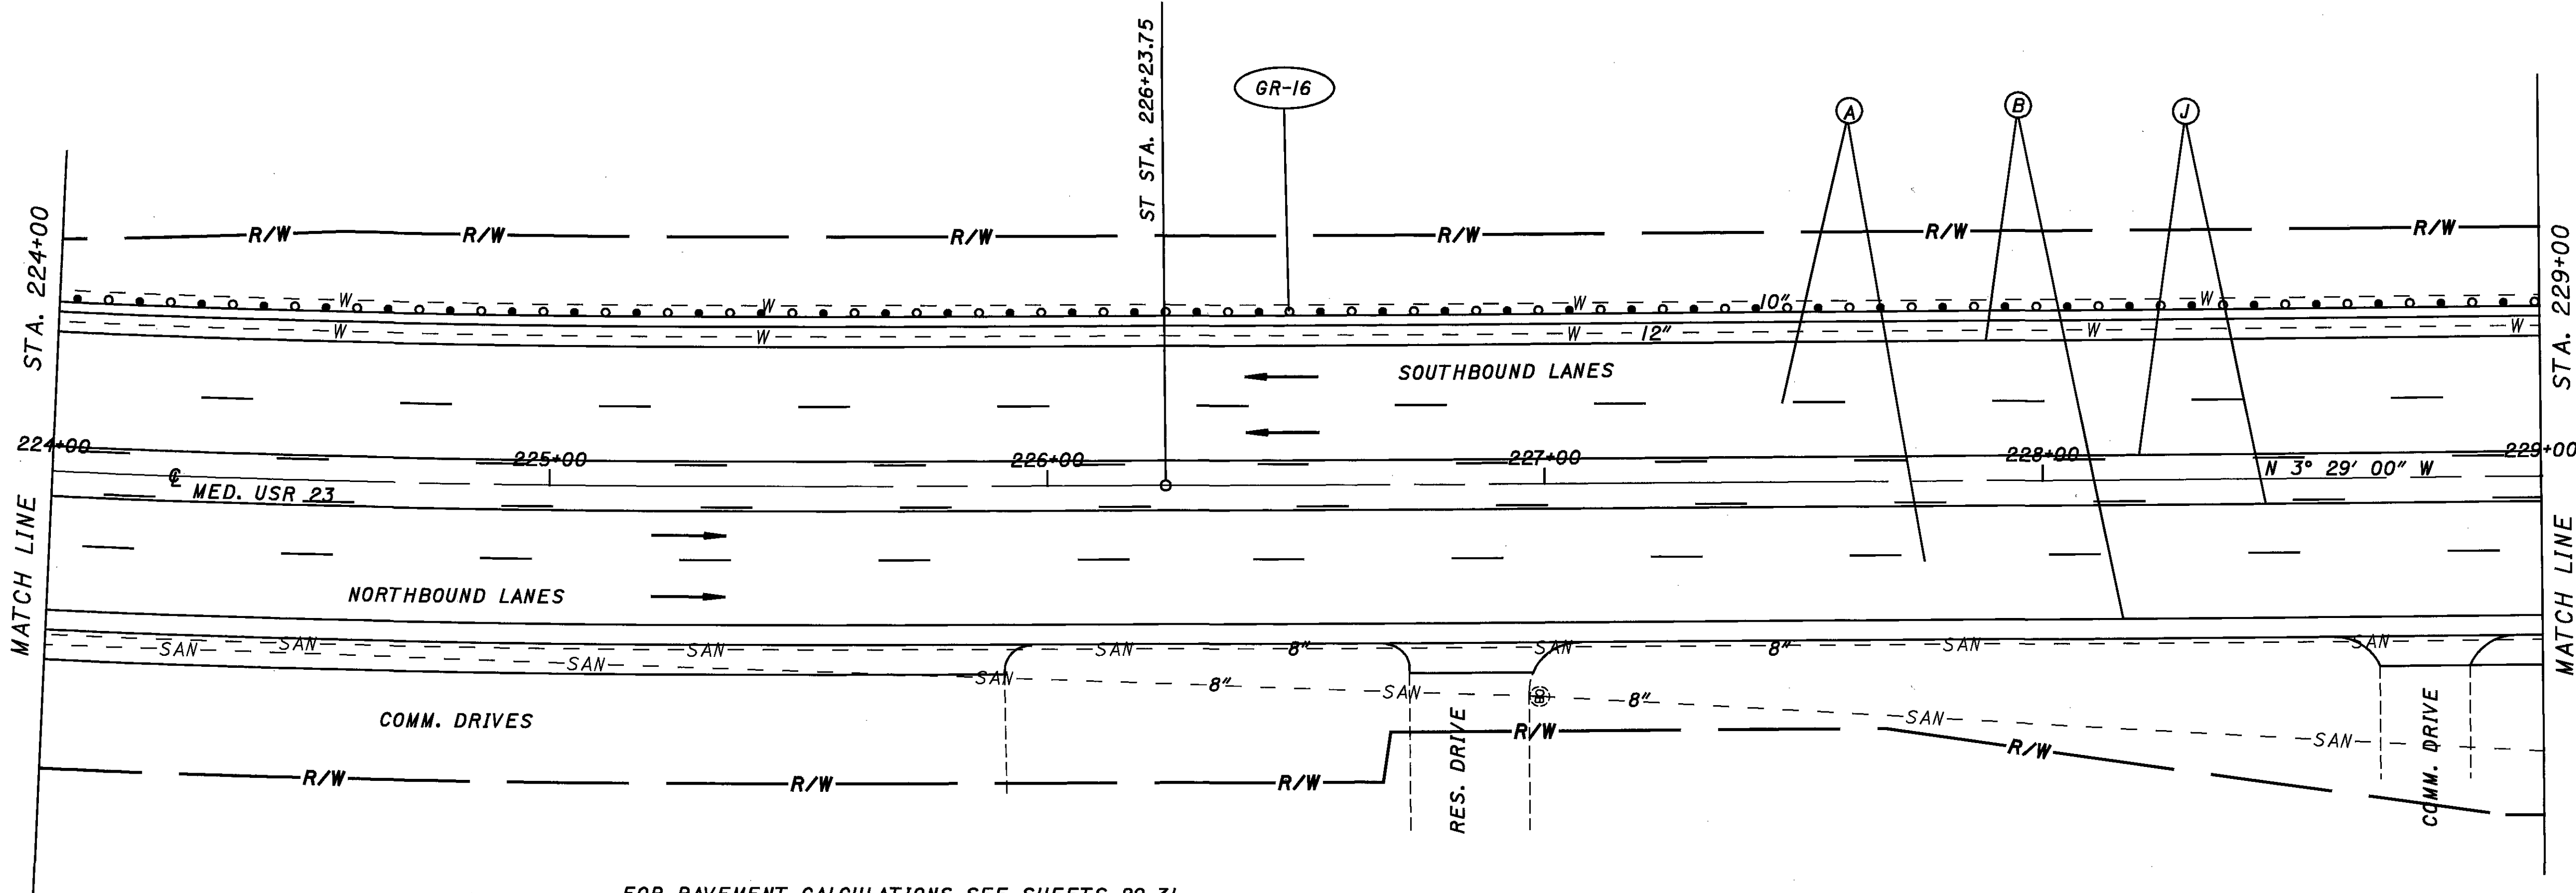 ST STA. 226+23.75
GR-16
A
B
J
R/W R/W R/W R/W R/W R/W
STA. 224+00
STA. 229+00
W W W 10" W
W W W 12" W W
SOUTHBOUND LANES
224+00 225+00 226+00 227+00 228+00 229+00
N 3° 29' 00" W
℄ MED. USR 23
MATCH LINE
MATCH LINE
NORTHBOUND LANES
SAN SAN SAN 8" SAN 8" SAN SAN
SAN SAN SAN 8" SAN 8" SAN SAN
COMM. DRIVES
RES. DRIVE
COMM. DRIVE
R/W R/W
R/W R/W R/W